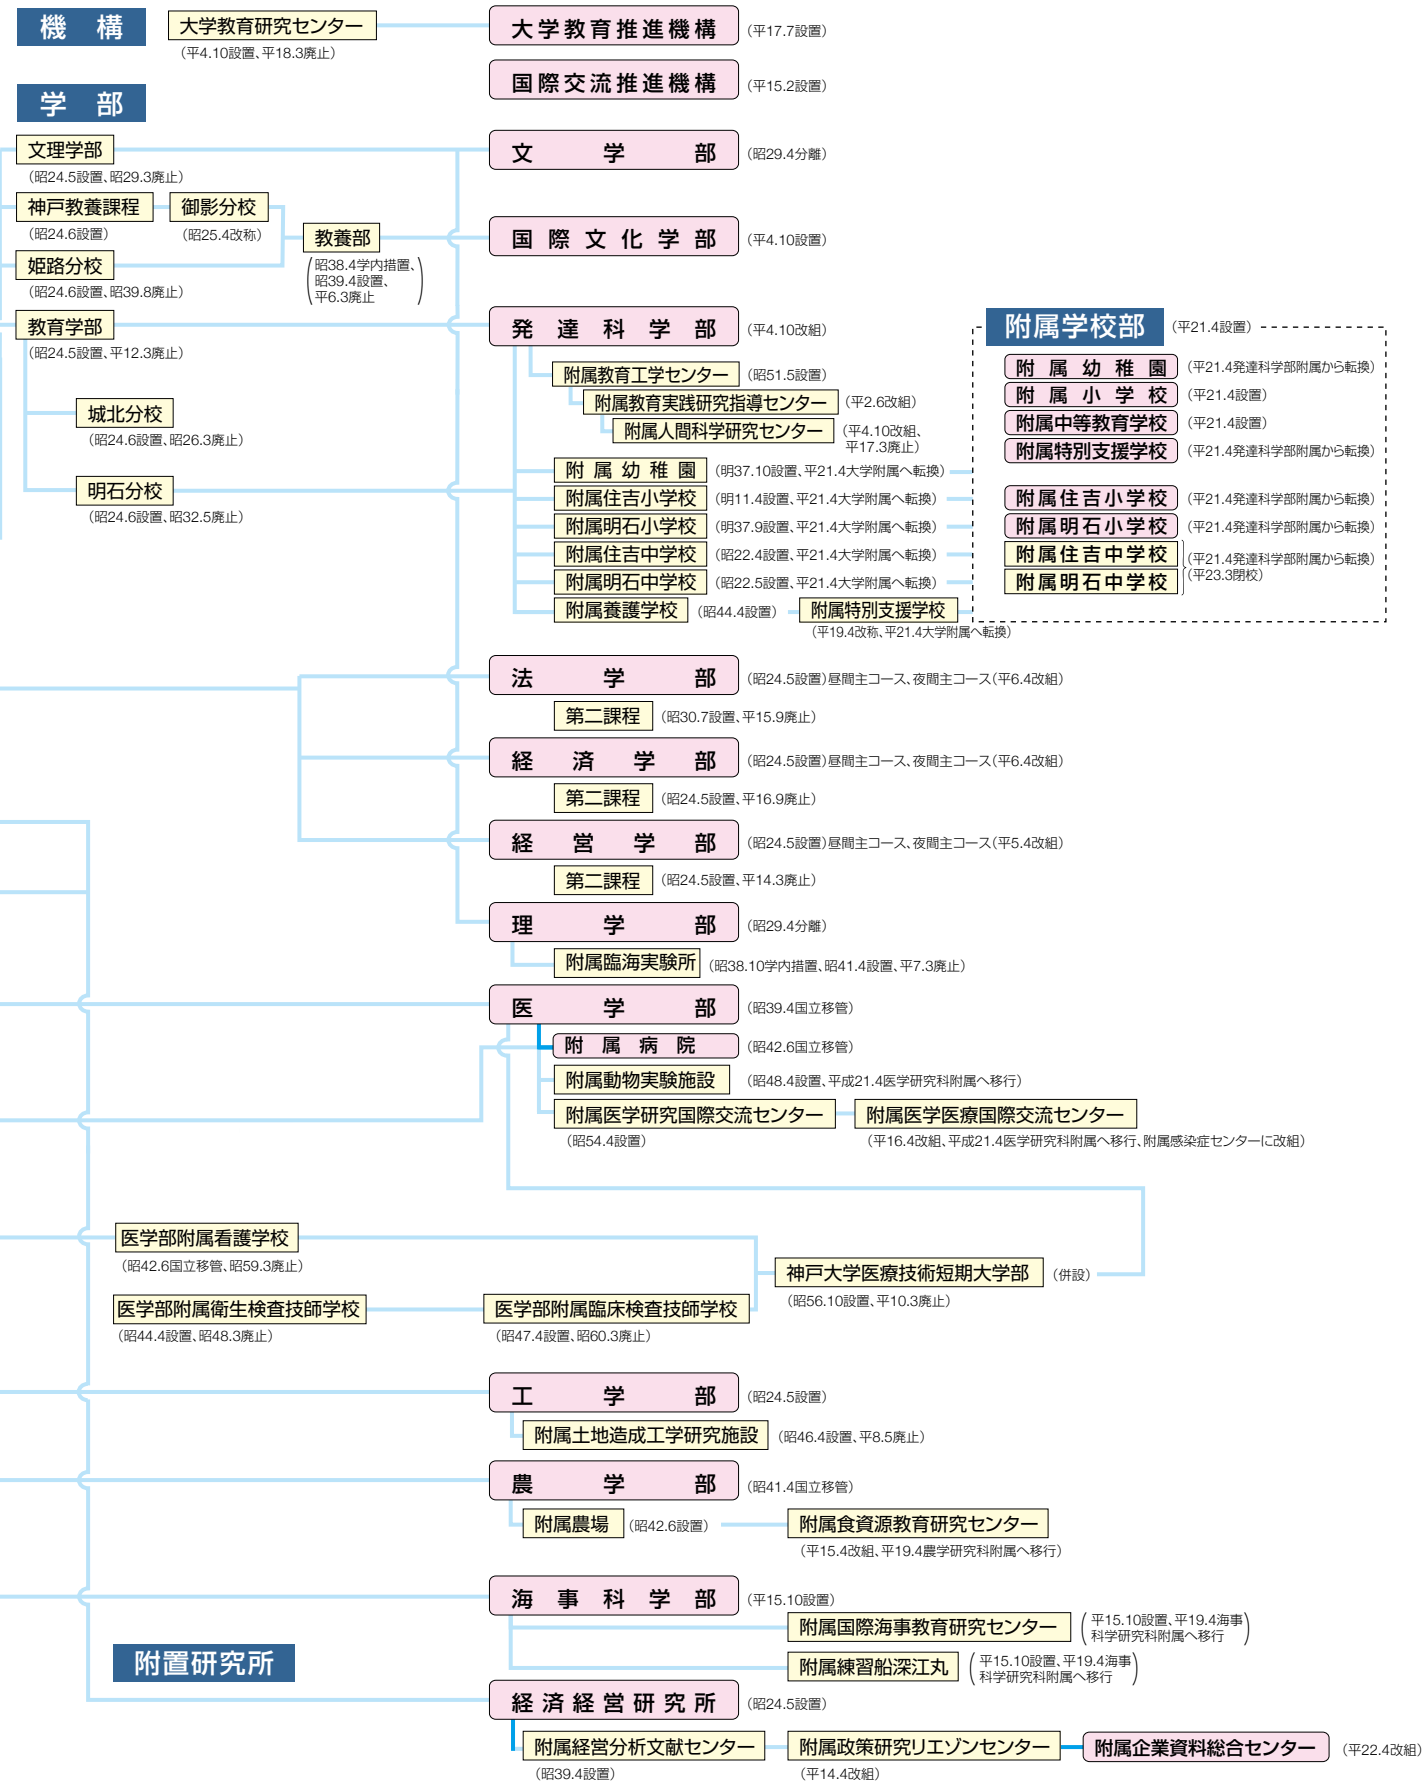 機 構
大学教育研究センター
大学教育推進機構
(平17.7設置)
(平4.10設置、平18.3廃止)
国際交流推進機構
(平15.2設置)
学 部
文理学部
文 学 部
(昭29.4分離)
(昭24.5設置、昭29.3廃止)
神戸教養課程
御影分校
(昭24.6設置)
(昭25.4改称)
教養部
国際文化学部
(平4.10設置)
姫路分校
(昭38.4学内措置、
昭39.4設置、
平6.3廃止)
(昭24.6設置、昭39.8廃止)
教育学部
発達科学部
(平4.10改組)
附属学校部
(平21.4設置)
(昭24.5設置、平12.3廃止)
附属教育工学センター
(昭51.5設置)
附属幼稚園
(平21.4発達科学部附属から転換)
附属教育実践研究指導センター
(平2.6改組)
附属小学校
(平21.4設置)
城北分校
附属人間科学研究センター
(平4.10改組、
平17.3廃止)
附属中等教育学校
(平21.4設置)
(昭24.6設置、昭26.3廃止)
附属特別支援学校
(平21.4発達科学部附属から転換)
附属幼稚園
(明37.10設置、平21.4大学附属へ転換)
明石分校
附属住吉小学校
(明11.4設置、平21.4大学附属へ転換)
附属住吉小学校
(平21.4発達科学部附属から転換)
(昭24.6設置、昭32.5廃止)
附属明石小学校
(明37.9設置、平21.4大学附属へ転換)
附属明石小学校
(平21.4発達科学部附属から転換)
附属住吉中学校
(昭22.4設置、平21.4大学附属へ転換)
附属住吉中学校
(平21.4発達科学部附属から転換)
(平23.3閉校)
附属明石中学校
(昭22.5設置、平21.4大学附属へ転換)
附属明石中学校
附属養護学校
(昭44.4設置)
附属特別支援学校
(平19.4改称、平21.4大学附属へ転換)
法 学 部
(昭24.5設置)昼間主コース、夜間主コース(平6.4改組)
第二課程
(昭30.7設置、平15.9廃止)
経 済 学 部
(昭24.5設置)昼間主コース、夜間主コース(平6.4改組)
第二課程
(昭24.5設置、平16.9廃止)
経 営 学 部
(昭24.5設置)昼間主コース、夜間主コース(平5.4改組)
第二課程
(昭24.5設置、平14.3廃止)
理 学 部
(昭29.4分離)
附属臨海実験所
(昭38.10学内措置、昭41.4設置、平7.3廃止)
医 学 部
(昭39.4国立移管)
附 属 病 院
(昭42.6国立移管)
附属動物実験施設
(昭48.4設置、平成21.4医学研究科附属へ移行)
附属医学研究国際交流センター
附属医学医療国際交流センター
(昭54.4設置)
(平16.4改組、平成21.4医学研究科附属へ移行、附属感染症センターに改組)
医学部附属看護学校
(昭42.6国立移管、昭59.3廃止)
神戸大学医療技術短期大学部
(併設)
(昭56.10設置、平10.3廃止)
医学部附属衛生検査技師学校
医学部附属臨床検査技師学校
(昭44.4設置、昭48.3廃止)
(昭47.4設置、昭60.3廃止)
工 学 部
(昭24.5設置)
附属土地造成工学研究施設
(昭46.4設置、平8.5廃止)
農 学 部
(昭41.4国立移管)
附属農場
(昭42.6設置)
附属食資源教育研究センター
(平15.4改組、平19.4農学研究科附属へ移行)
海事科学部
(平15.10設置)
附属国際海事教育研究センター
(平15.10設置、平19.4海事
科学研究科附属へ移行)
附置研究所
附属練習船深江丸
(平15.10設置、平19.4海事
科学研究科附属へ移行)
経済経営研究所
(昭24.5設置)
附属経営分析文献センター
附属政策研究リエゾンセンター
附属企業資料総合センター
(平22.4改組)
(昭39.4設置)
(平14.4改組)